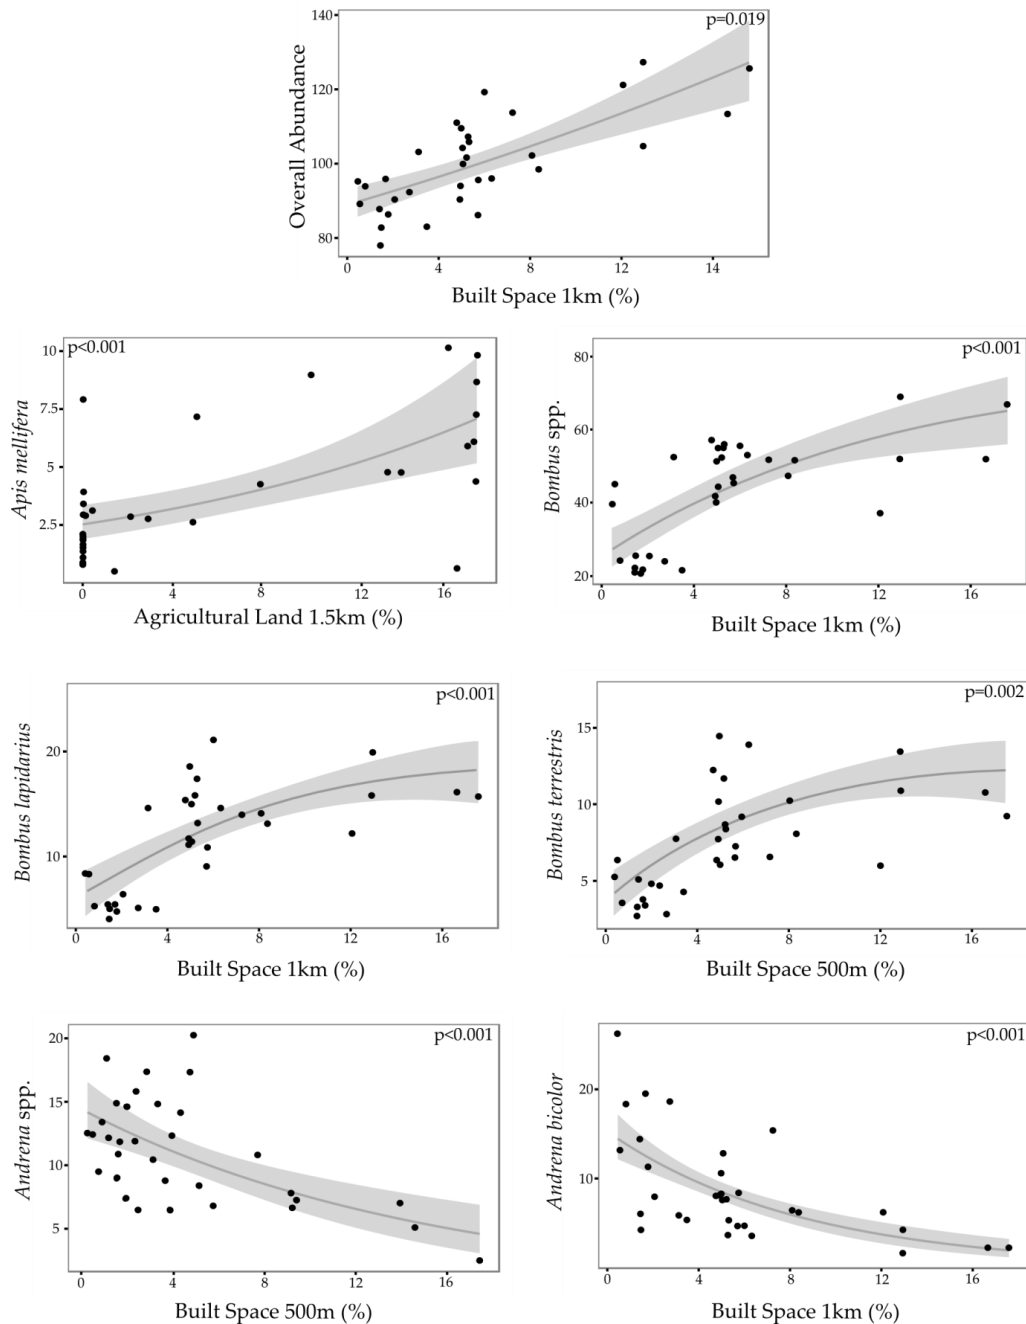 140
p=0.019
120
100
80
Overall Abundance
0 4 8 12 14
Built Space 1km (%)
p<0.001
10
7.5
5
2.5
Apis mellifera
0 4 8 12 16
Agricultural Land 1.5km (%)
p<0.001
80
60
40
20
Bombus spp.
0 4 8 12 16
Built Space 1km (%)
p<0.001
20
10
Bombus lapidarius
0 4 8 12 16
Built Space 1km (%)
p=0.002
15
10
5
Bombus terrestris
0 4 8 12 16
Built Space 500m (%)
p<0.001
20
15
10
5
Andrena spp.
0 4 8 12 16
Built Space 500m (%)
p<0.001
20
10
Andrena bicolor
0 4 8 12 16
Built Space 1km (%)